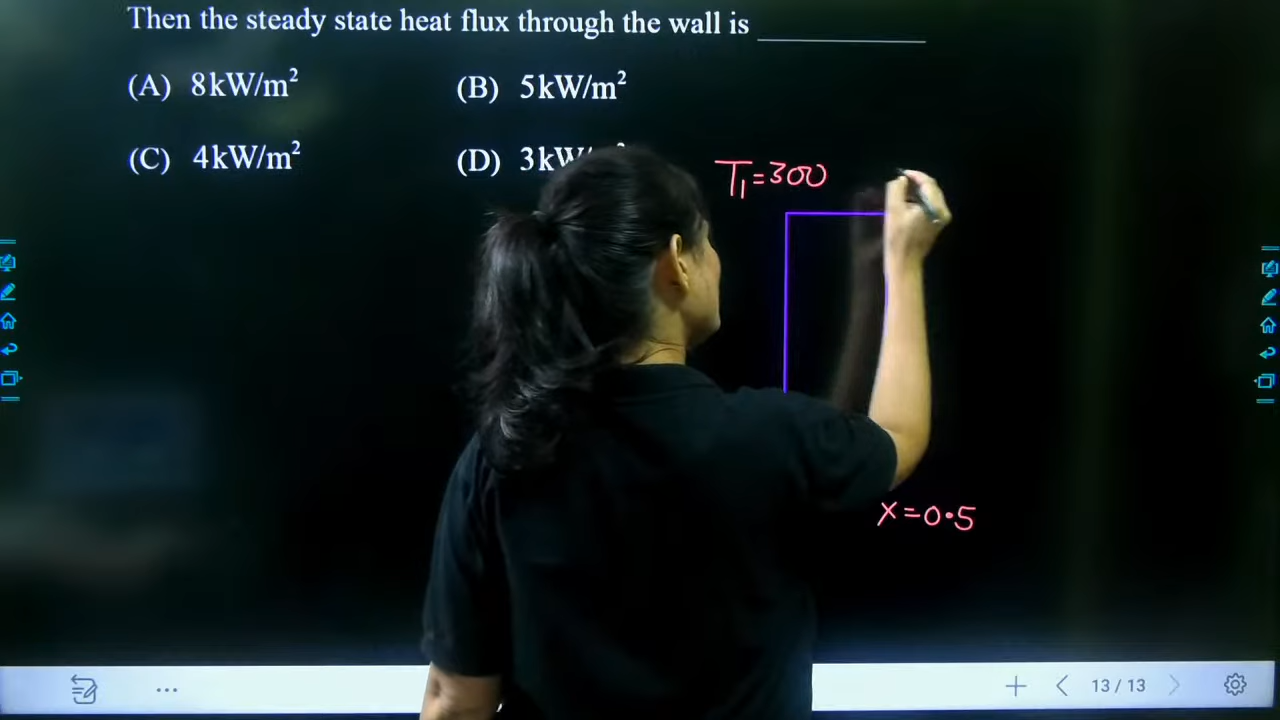 Then the steady state heat flux through the wall is ____________
(A) 8kW/m²
(B) 5kW/m²
(C) 4kW/m²
(D) 3kW
T₁=300
x=0.5
13 / 13